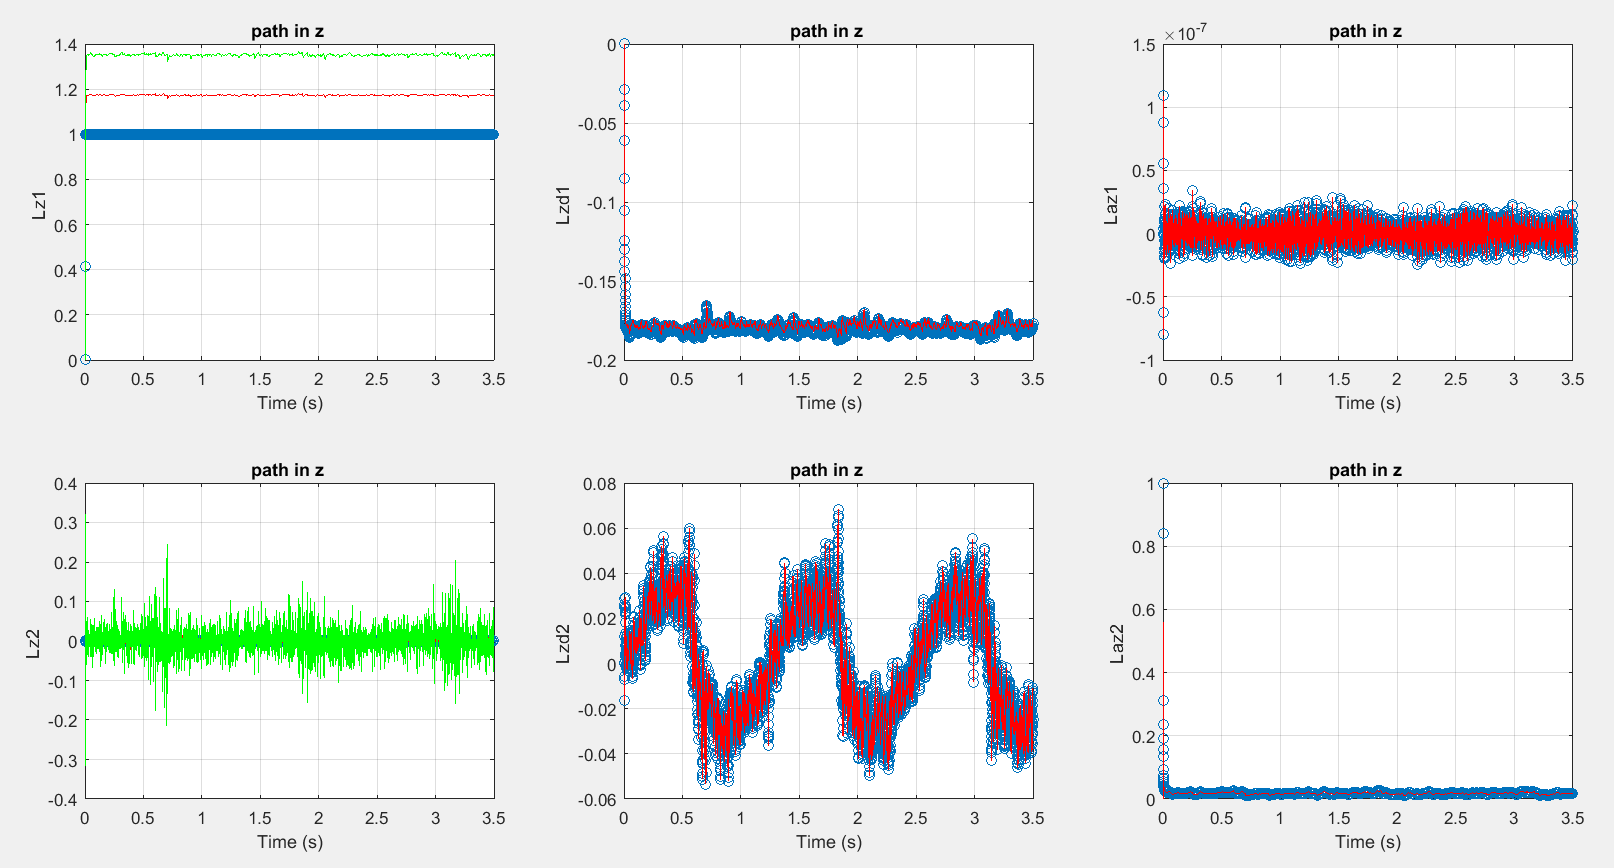 path in z
1.4
1.2
1
0.8
0.6
0.4
0.2
0
Lz1
0 0.5 1 1.5 2 2.5 3 3.5
Time (s)
path in z
0
-0.05
-0.1
-0.15
-0.2
Lzd1
0 0.5 1 1.5 2 2.5 3 3.5
Time (s)
×10-7
path in z
1.5
1
0.5
0
-0.5
-1
Laz1
0 0.5 1 1.5 2 2.5 3 3.5
Time (s)
path in z
0.4
0.3
0.2
0.1
0
-0.1
-0.2
-0.3
-0.4
Lz2
0 0.5 1 1.5 2 2.5 3 3.5
Time (s)
path in z
0.08
0.06
0.04
0.02
0
-0.02
-0.04
-0.06
Lzd2
0 0.5 1 1.5 2 2.5 3 3.5
Time (s)
path in z
1
0.8
0.6
0.4
0.2
0
Laz2
0 0.5 1 1.5 2 2.5 3 3.5
Time (s)